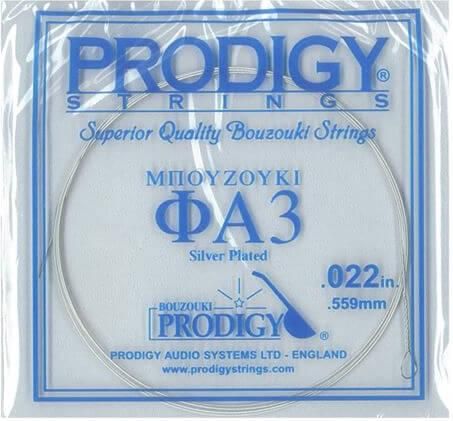 PRODIGY®
STRINGS
Superior Quality Bouzouki Strings
ΜΠΟΥΖΟΥΚΙ
ΦΑ3
Silver Plated
.022in.
.559mm
BOUZOUKI
PRODIGY®
PRODIGY AUDIO SYSTEMS LTD - ENGLAND
www.prodigystrings.com